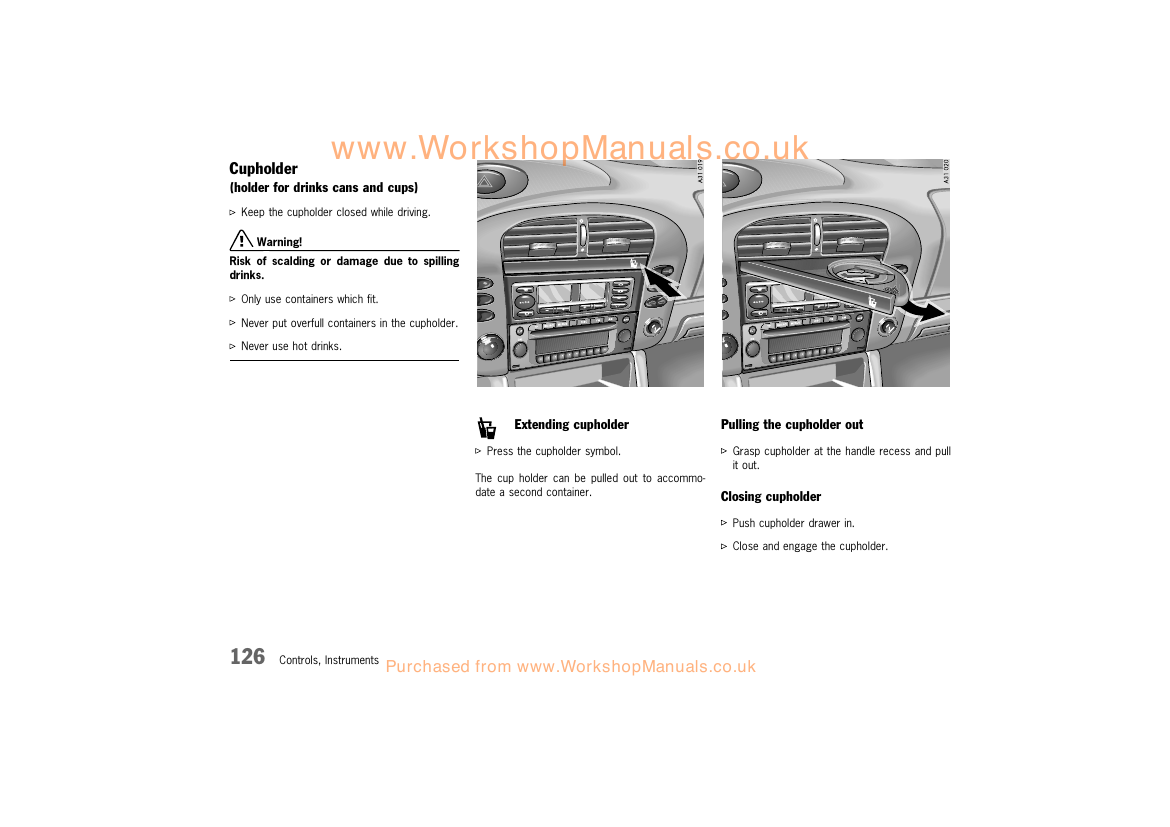 www.WorkshopManuals.co.uk
Cupholder
(holder for drinks cans and cups)
▷ Keep the cupholder closed while driving.
Warning!
Risk of scalding or damage due to spilling
drinks.
▷ Only use containers which fit.
▷ Never put overfull containers in the cupholder.
▷ Never use hot drinks.
A31 019
Extending cupholder
▷ Press the cupholder symbol.
The cup holder can be pulled out to accommo-
date a second container.
A31 020
Pulling the cupholder out
▷ Grasp cupholder at the handle recess and pull
it out.
Closing cupholder
▷ Push cupholder drawer in.
▷ Close and engage the cupholder.
126 Controls, Instruments
Purchased from www.WorkshopManuals.co.uk